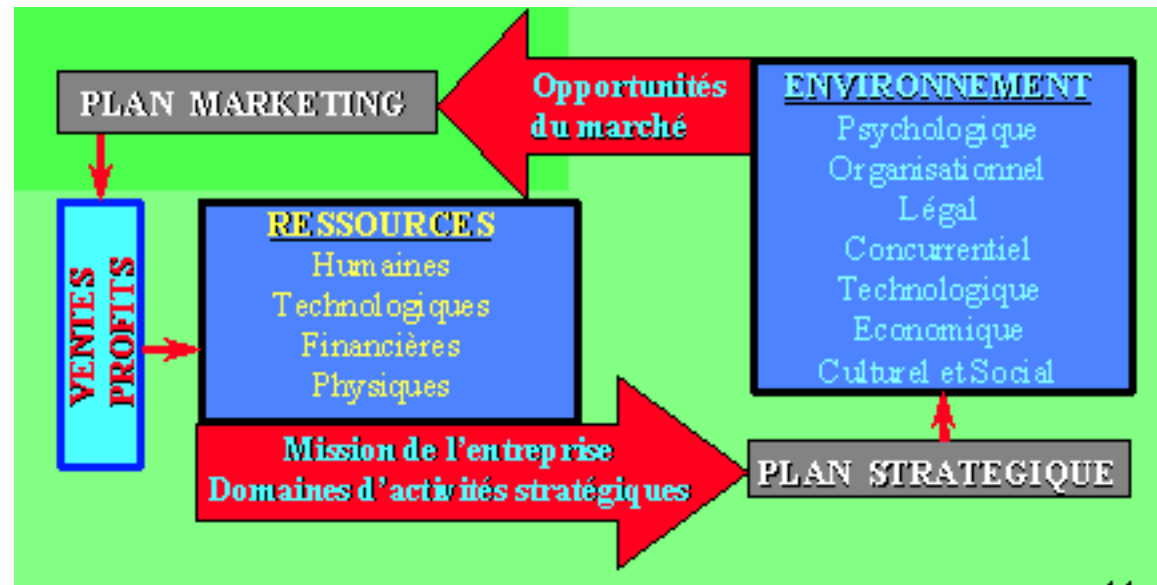 PLAN MARKETING
Opportunités
du marché
ENVIRONNEMENT
Psychologique
Organisationnel
Légal
Concurrentiel
Technologique
Economique
Culturel et Social
VENTES
PROFITS
RESSOURCES
Humaines
Technologiques
Financières
Physiques
Mission de l'entreprise
Domaines d'activités stratégiques
PLAN STRATEGIQUE